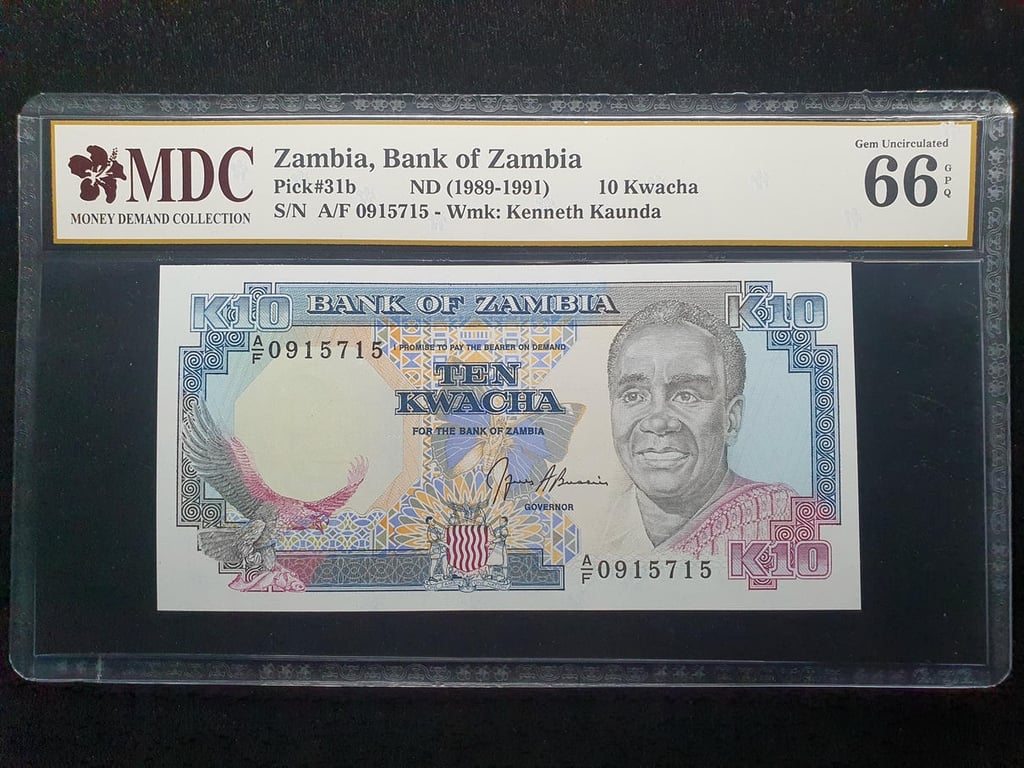 MDC
MONEY DEMAND COLLECTION
Zambia, Bank of Zambia
Pick#31b ND (1989-1991) 10 Kwacha
S/N A/F 0915715 - Wmk: Kenneth Kaunda
Gem Uncirculated
66 GPQ
K10 BANK OF ZAMBIA K10
A/F 0915715
I PROMISE TO PAY THE BEARER ON DEMAND
TEN
KWACHA
FOR THE BANK OF ZAMBIA
GOVERNOR
A/F 0915715 K10